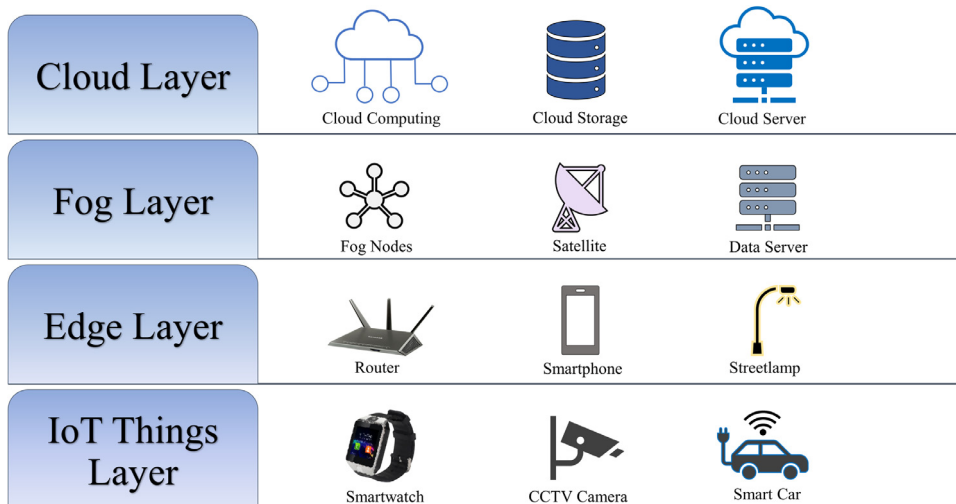 Cloud Layer
Cloud Computing
Cloud Storage
Cloud Server
Fog Layer
Fog Nodes
Satellite
Data Server
Edge Layer
Router
Smartphone
Streetlamp
IoT Things
Layer
Smartwatch
CCTV Camera
Smart Car